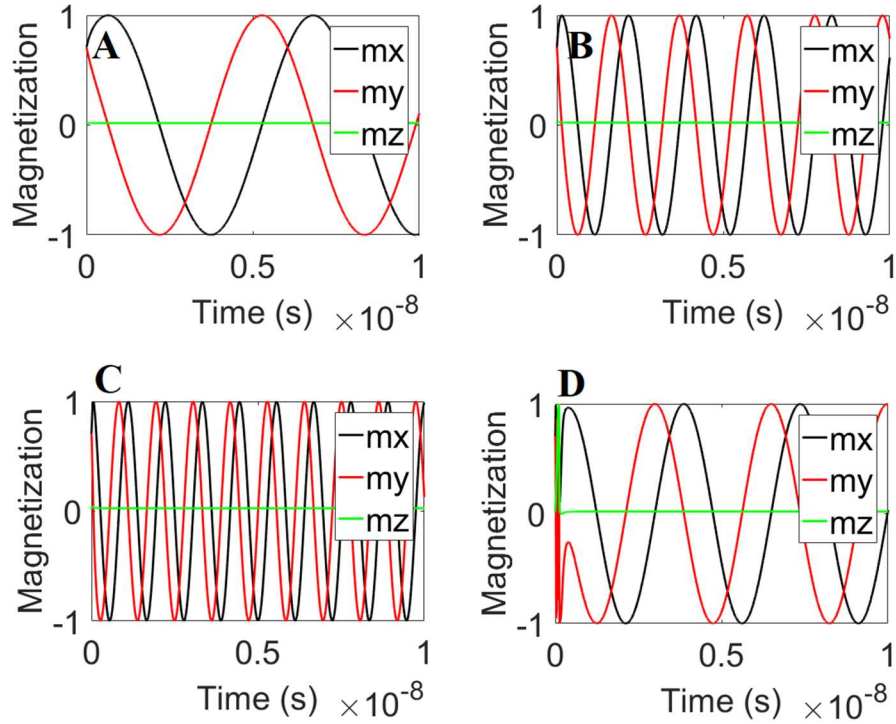 A
Magnetization
1
0
-1
mx
my
mz
0
0.5
1
Time (s)
×10-8
B
Magnetization
1
0
-1
mx
my
mz
0
0.5
1
Time (s)
×10-8
C
Magnetization
1
0
-1
mx
my
mz
0
0.5
1
Time (s)
×10-8
D
Magnetization
1
0
-1
mx
my
mz
0
0.5
1
Time (s)
×10-8